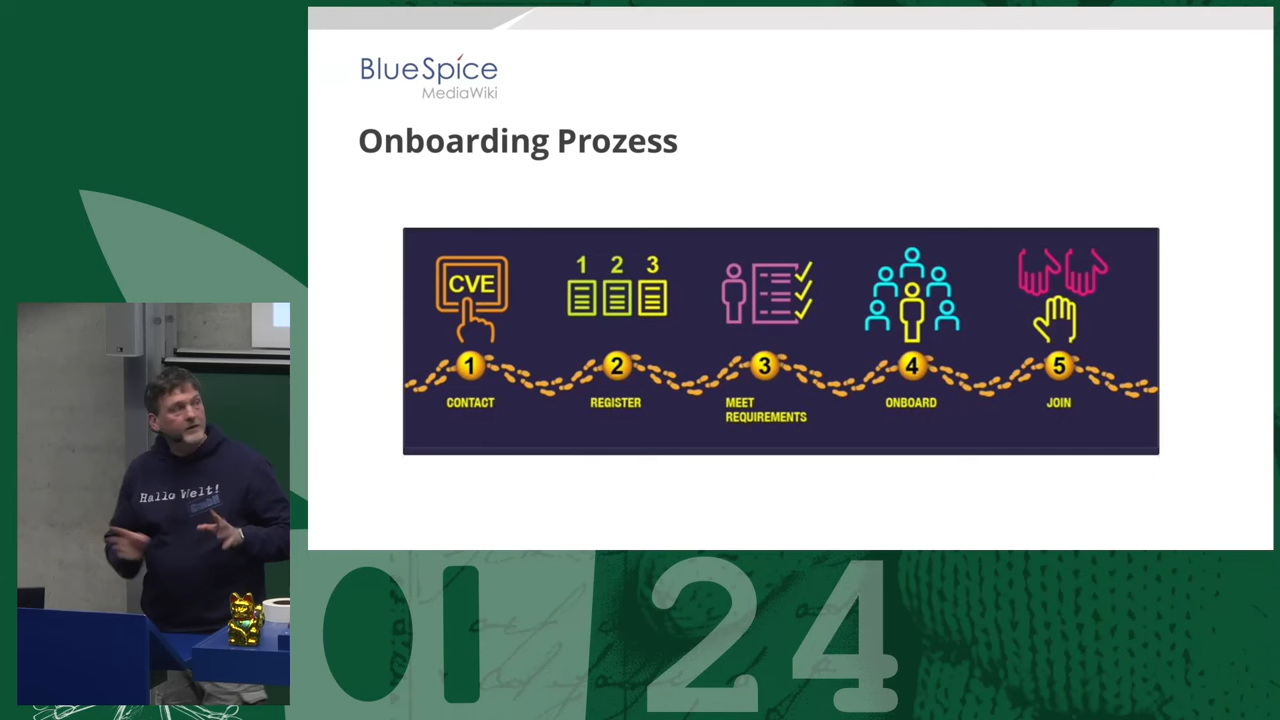 BlueSpice
MediaWiki
Onboarding Prozess
CVE
1 2 3
1
2
3
4
5
CONTACT
REGISTER
MEET
REQUIREMENTS
ONBOARD
JOIN
Hallo Welt!
24